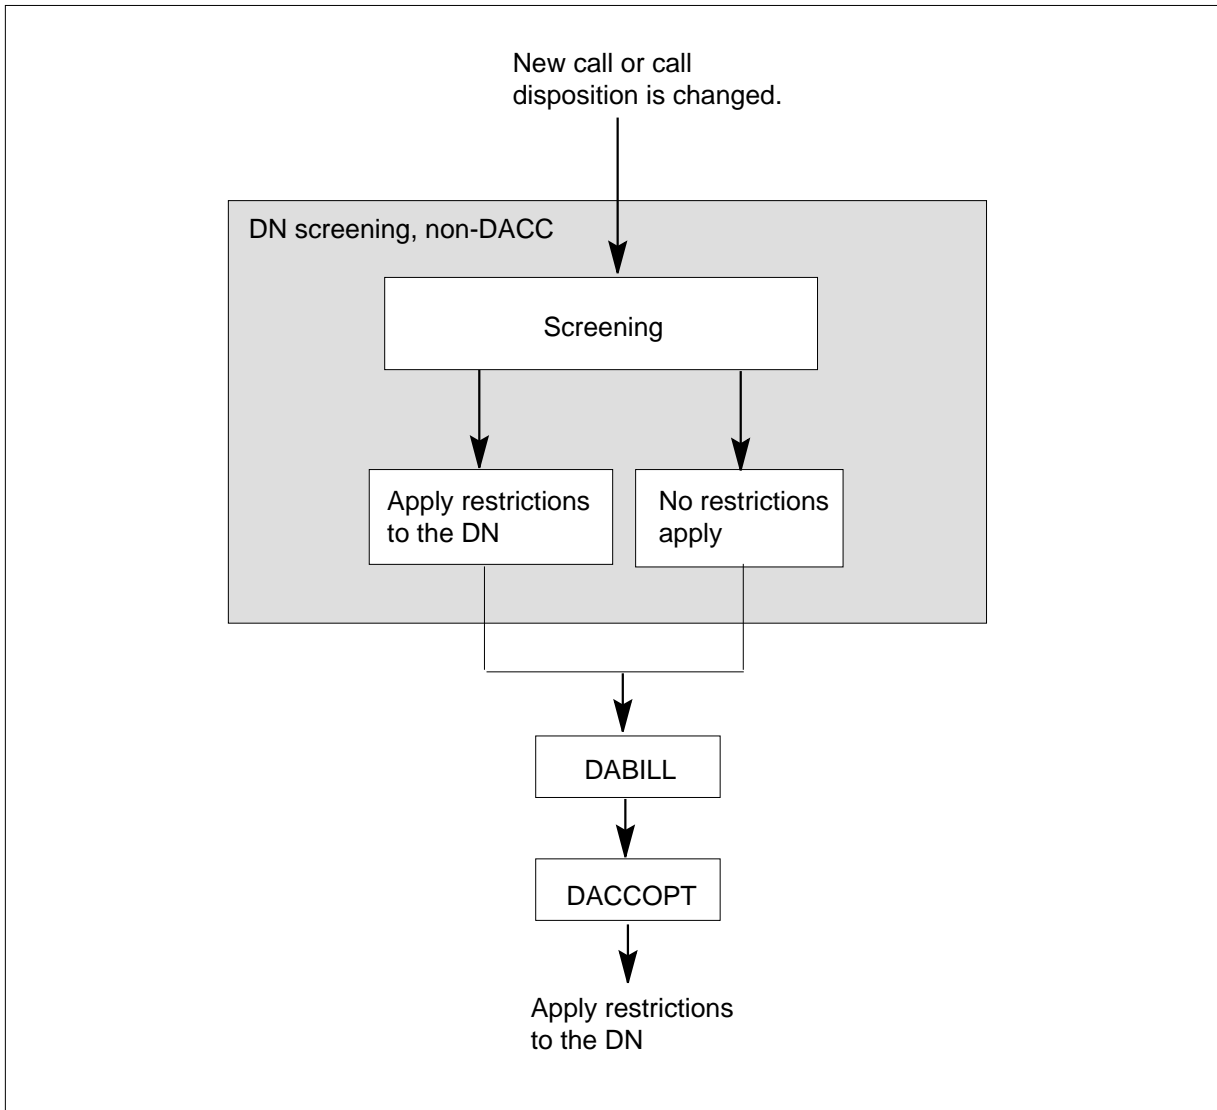 New call or call
disposition is changed.
DN screening, non-DACC
Screening
Apply restrictions
to the DN
No restrictions
apply
DABILL
DACCOPT
Apply restrictions
to the DN